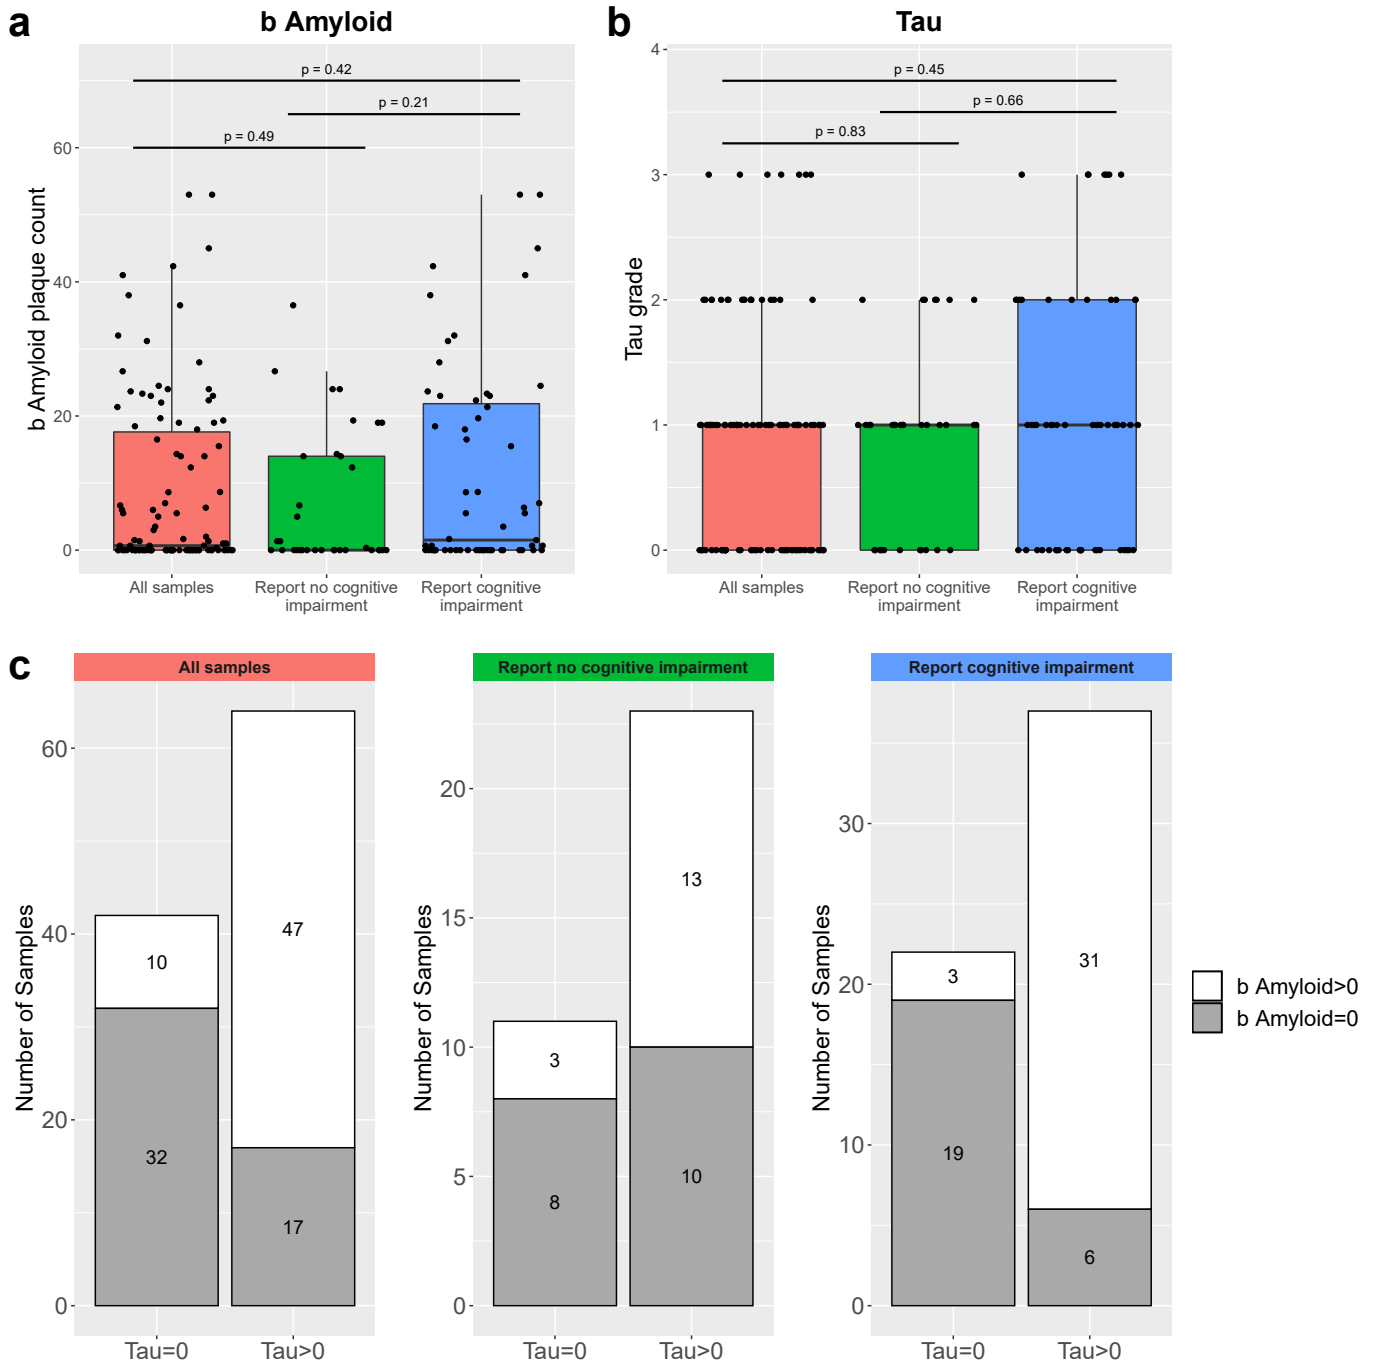 a
b Amyloid
b
Tau
p = 0.42
p = 0.21
p = 0.49
60
40
20
0
b Amyloid plaque count
All samples
Report no cognitive
impairment
Report cognitive
impairment
p = 0.45
p = 0.66
p = 0.83
4
3
2
1
0
Tau grade
All samples
Report no cognitive
impairment
Report cognitive
impairment
c
All samples
Number of Samples
60
40
20
0
10
47
32
17
Tau=0
Tau>0
Report no cognitive impairment
Number of Samples
20
15
10
5
0
13
3
8
10
Tau=0
Tau>0
Report cognitive impairment
Number of Samples
30
20
10
0
3
31
19
6
Tau=0
Tau>0
b Amyloid>0
b Amyloid=0